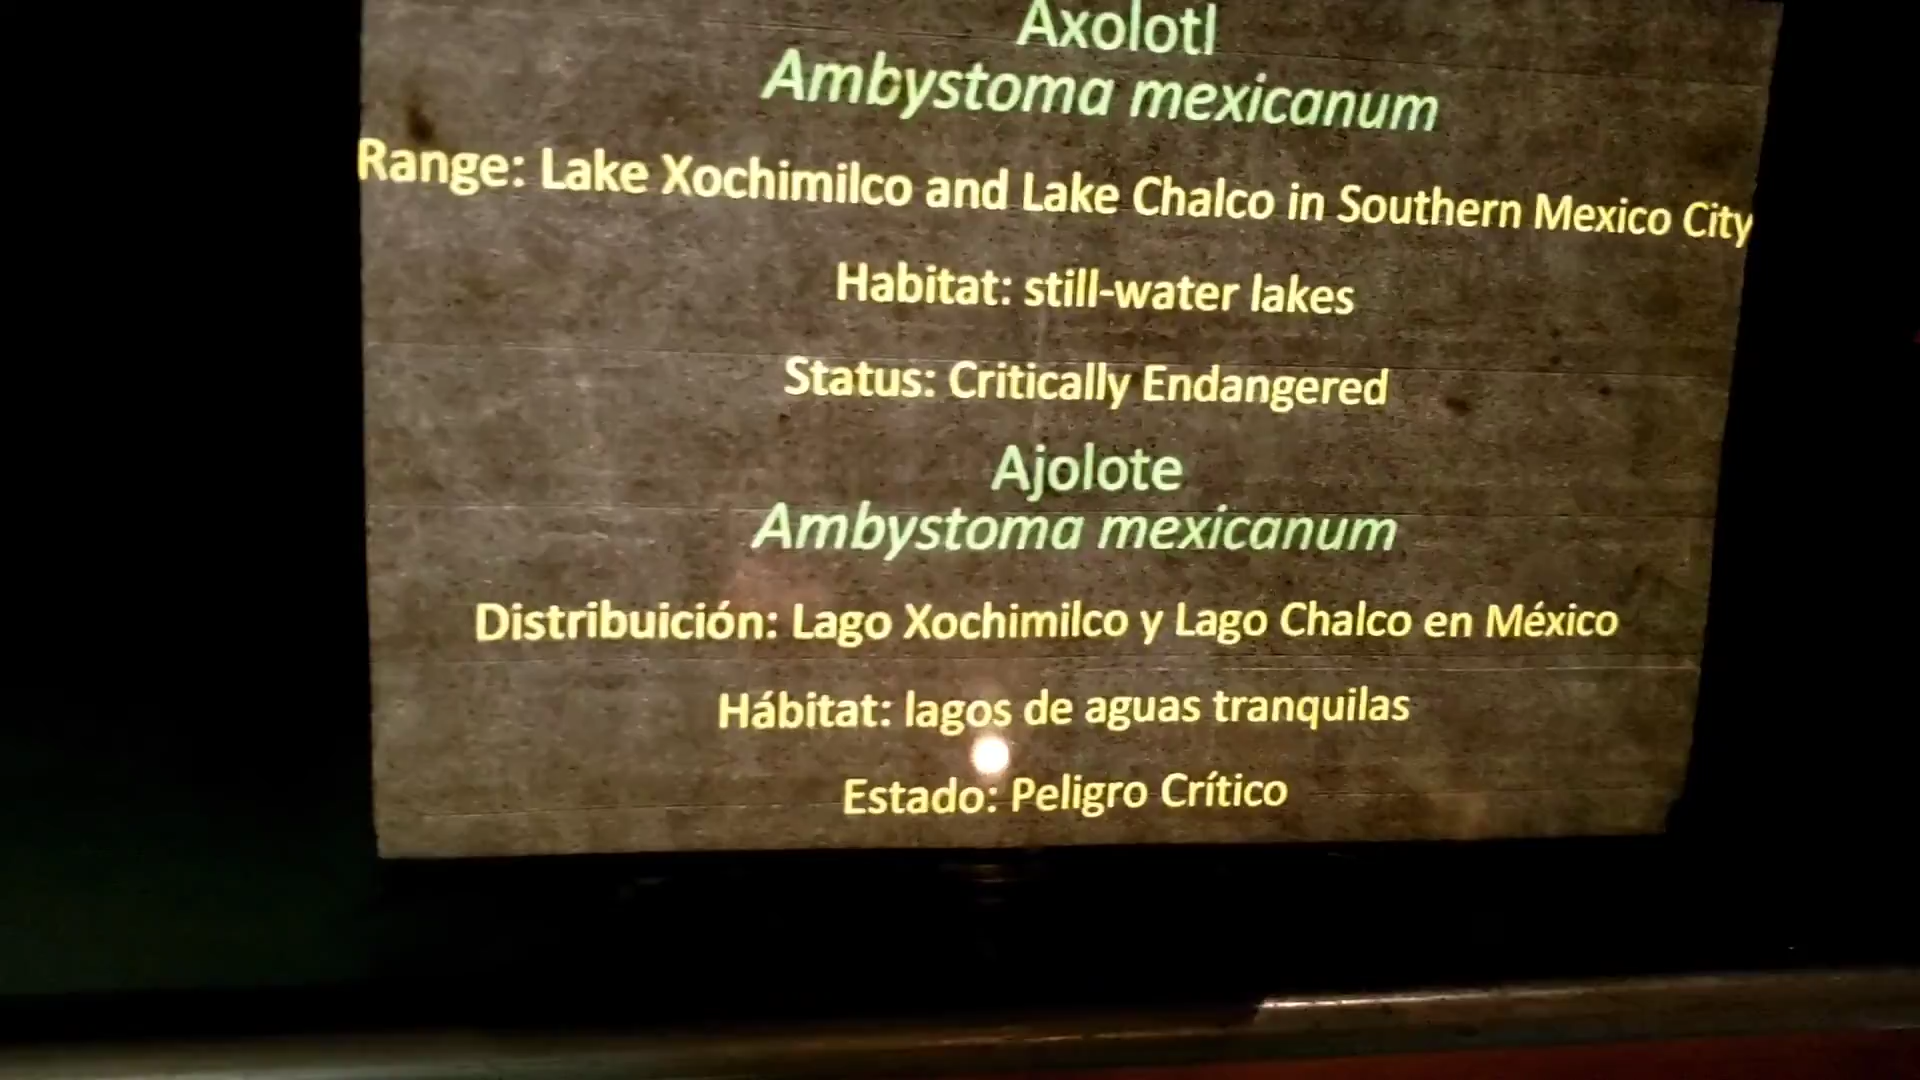 Axolotl
Ambystoma mexicanum
Range: Lake Xochimilco and Lake Chalco in Southern Mexico City
Habitat: still-water lakes
Status: Critically Endangered
Ajolote
Ambystoma mexicanum
Distribuición: Lago Xochimilco y Lago Chalco en México
Hábitat: lagos de aguas tranquilas
Estado: Peligro Crítico